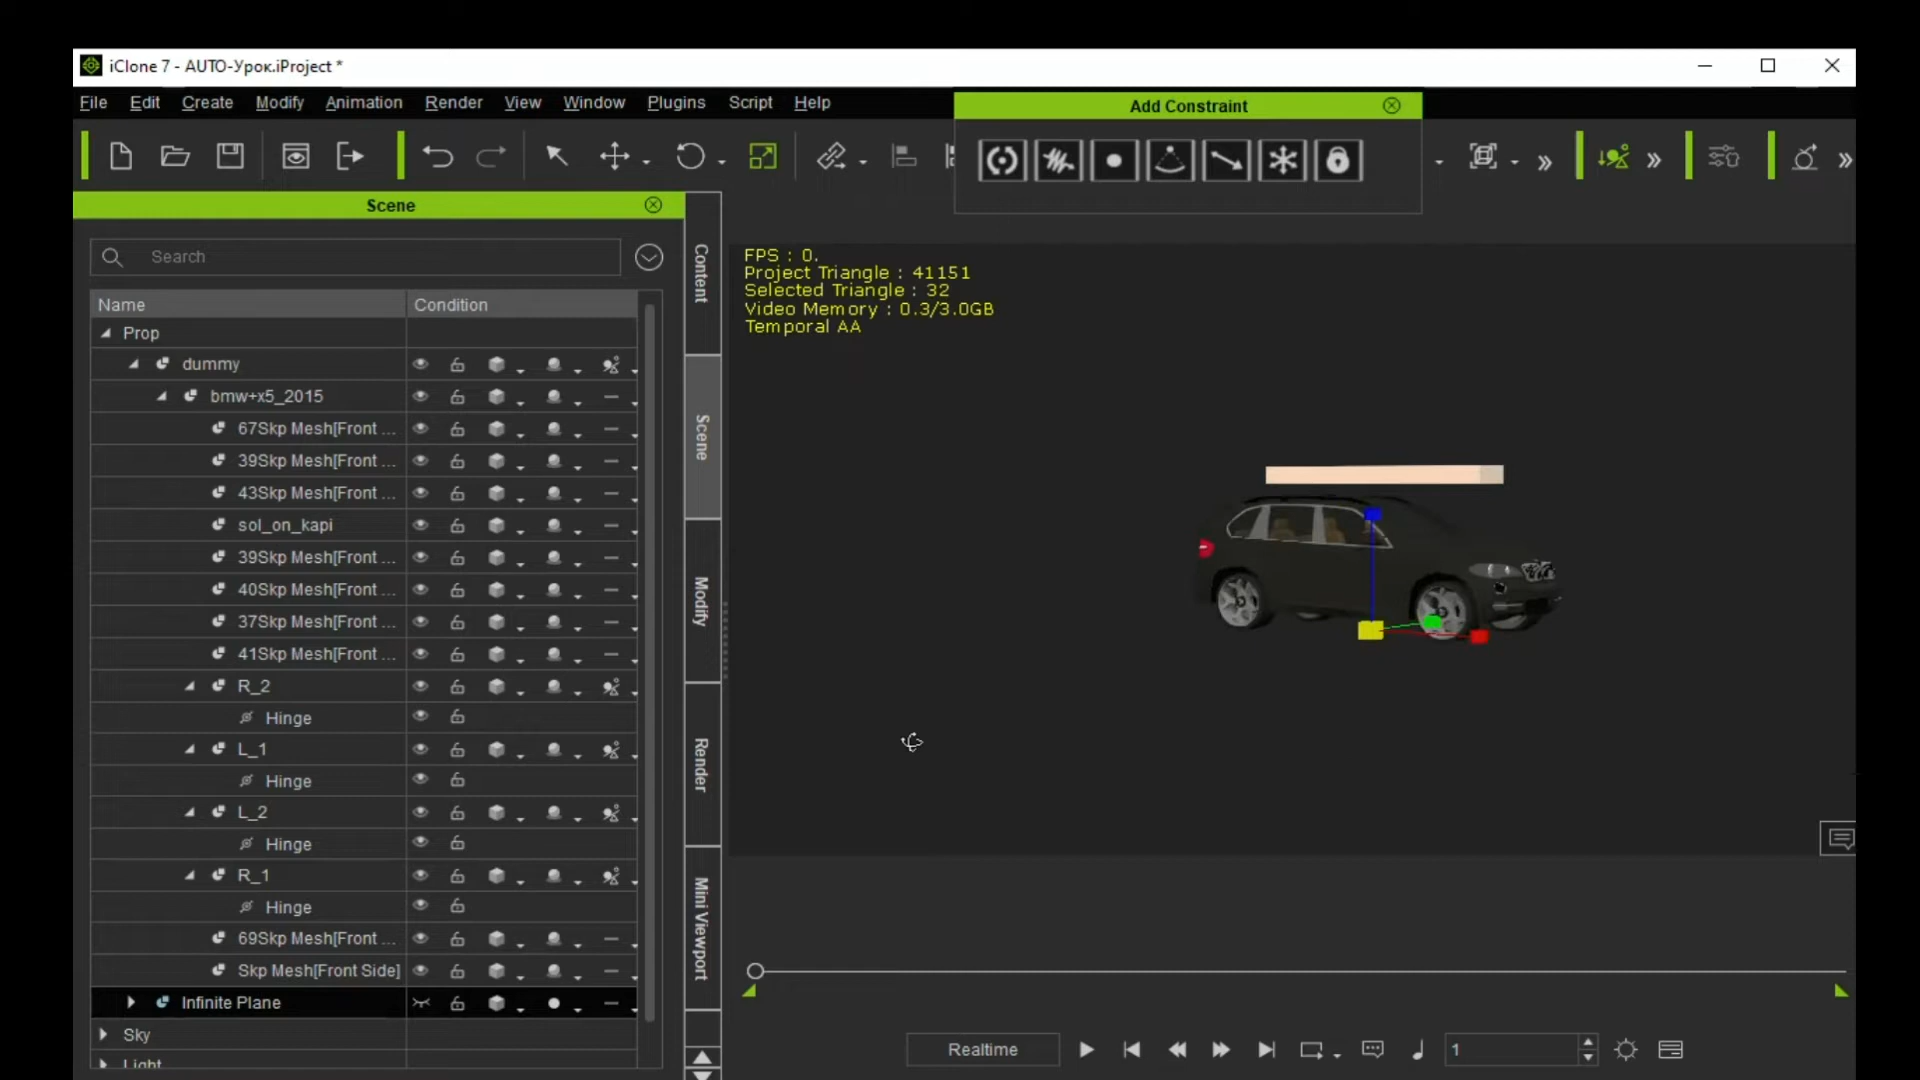 iClone 7 - AUTO-Урок.iProject *
File Edit Create Modify Animation Render View Window Plugins Script Help
Add Constraint
Scene
Search
Name Condition
Prop
dummy
bmw+x5_2015
67Skp Mesh[Front ...
39Skp Mesh[Front ...
43Skp Mesh[Front ...
sol_on_kapi
39Skp Mesh[Front ...
40Skp Mesh[Front ...
37Skp Mesh[Front ...
41Skp Mesh[Front ...
R_2
Hinge
L_1
Hinge
L_2
Hinge
R_1
Hinge
69Skp Mesh[Front ...
Skp Mesh[Front Side]
Infinite Plane
Sky
Light
Content
Scene
Modify
Render
Mini Viewport
FPS : 0.
Project Triangle : 41151
Selected Triangle : 32
Video Memory : 0.3/3.0GB
Temporal AA
Realtime
1